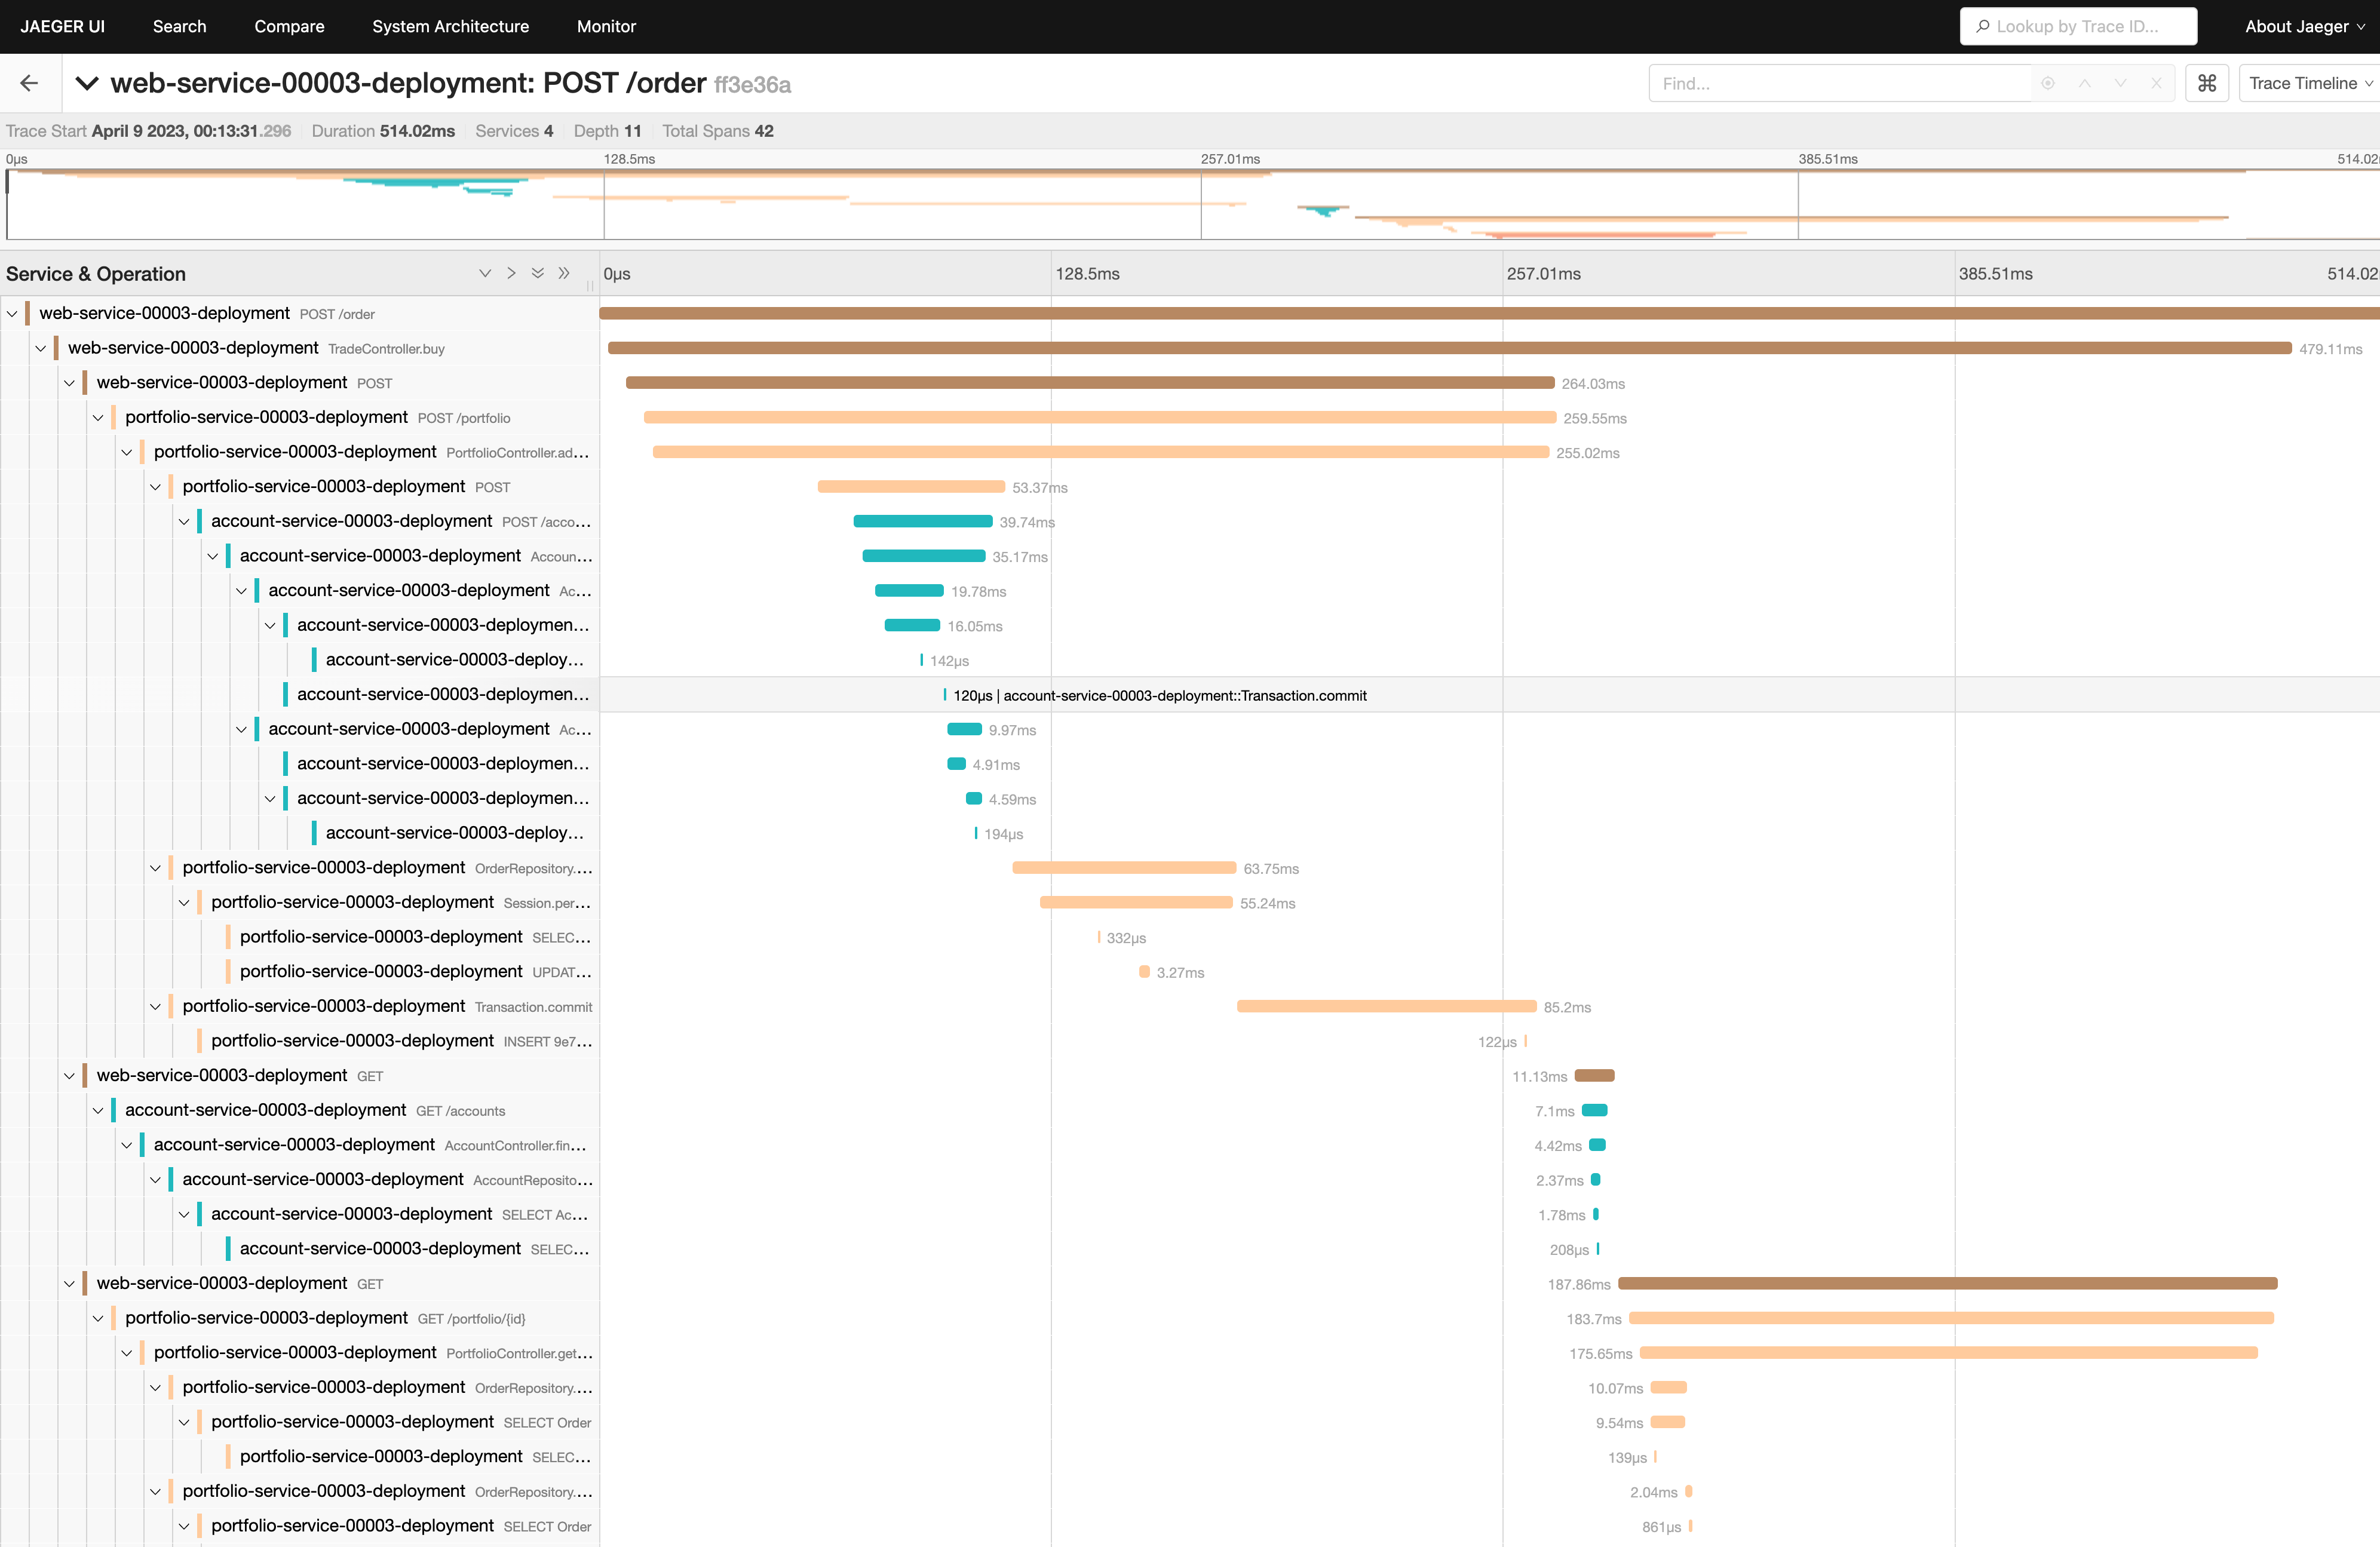 JAEGER UI Search Compare System Architecture Monitor Lookup by Trace ID... About Jaeger
web-service-00003-deployment: POST /order ff3e36a Find... Trace Timeline
Trace Start April 9 2023, 00:13:31.296 Duration 514.02ms Services 4 Depth 11 Total Spans 42
0μs 128.5ms 257.01ms 385.51ms 514.02
Service & Operation 0μs 128.5ms 257.01ms 385.51ms 514.02
web-service-00003-deployment POST /order
web-service-00003-deployment TradeController.buy 479.11ms
web-service-00003-deployment POST 264.03ms
portfolio-service-00003-deployment POST /portfolio 259.55ms
portfolio-service-00003-deployment PortfolioController.ad... 255.02ms
portfolio-service-00003-deployment POST 53.37ms
account-service-00003-deployment POST /acco... 39.74ms
account-service-00003-deployment Accoun... 35.17ms
account-service-00003-deployment Ac... 19.78ms
account-service-00003-deploymen... 16.05ms
account-service-00003-deploy... 142μs
account-service-00003-deploymen... 120μs | account-service-00003-deployment::Transaction.commit
account-service-00003-deployment Ac... 9.97ms
account-service-00003-deploymen... 4.91ms
account-service-00003-deploymen... 4.59ms
account-service-00003-deploy... 194μs
portfolio-service-00003-deployment OrderRepository.... 63.75ms
portfolio-service-00003-deployment Session.per... 55.24ms
portfolio-service-00003-deployment SELEC... 332μs
portfolio-service-00003-deployment UPDAT... 3.27ms
portfolio-service-00003-deployment Transaction.commit 85.2ms
portfolio-service-00003-deployment INSERT 9e7... 122μs
web-service-00003-deployment GET 11.13ms
account-service-00003-deployment GET /accounts 7.1ms
account-service-00003-deployment AccountController.fin... 4.42ms
account-service-00003-deployment AccountReposito... 2.37ms
account-service-00003-deployment SELECT Ac... 1.78ms
account-service-00003-deployment SELEC... 208μs
web-service-00003-deployment GET 187.86ms
portfolio-service-00003-deployment GET /portfolio/{id} 183.7ms
portfolio-service-00003-deployment PortfolioController.get... 175.65ms
portfolio-service-00003-deployment OrderRepository.... 10.07ms
portfolio-service-00003-deployment SELECT Order 9.54ms
portfolio-service-00003-deployment SELEC... 139μs
portfolio-service-00003-deployment OrderRepository.... 2.04ms
portfolio-service-00003-deployment SELECT Order 861μs